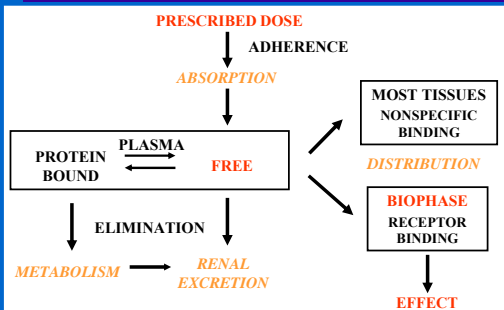 PRESCRIBED DOSE
ADHERENCE
ABSORPTION
MOST TISSUES
NONSPECIFIC
BINDING
PLASMA
PROTEIN
BOUND
FREE
DISTRIBUTION
BIOPHASE
RECEPTOR
BINDING
ELIMINATION
METABOLISM
RENAL
EXCRETION
EFFECT